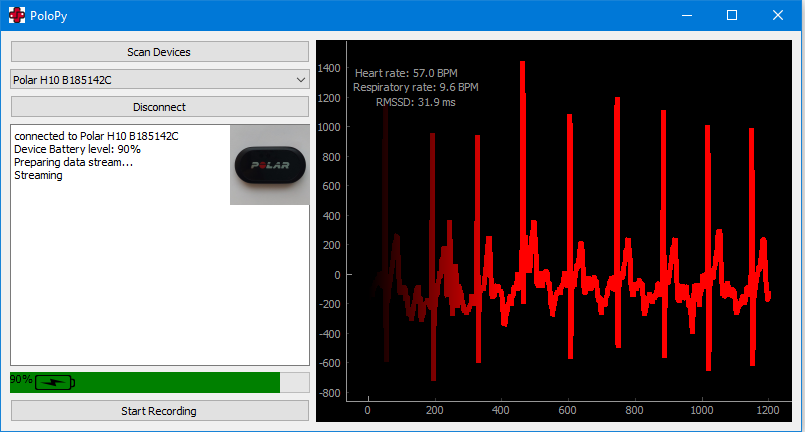 PoloPy
Scan Devices
Polar H10 B185142C
Disconnect
connected to Polar H10 B185142C
Device Battery level: 90%
Preparing data stream...
Streaming
POLAR
90%
Start Recording
Heart rate: 57.0 BPM
Respiratory rate: 9.6 BPM
RMSSD: 31.9 ms
1400
1200
1000
800
600
400
200
0
-200
-400
-600
-800
0 200 400 600 800 1000 1200